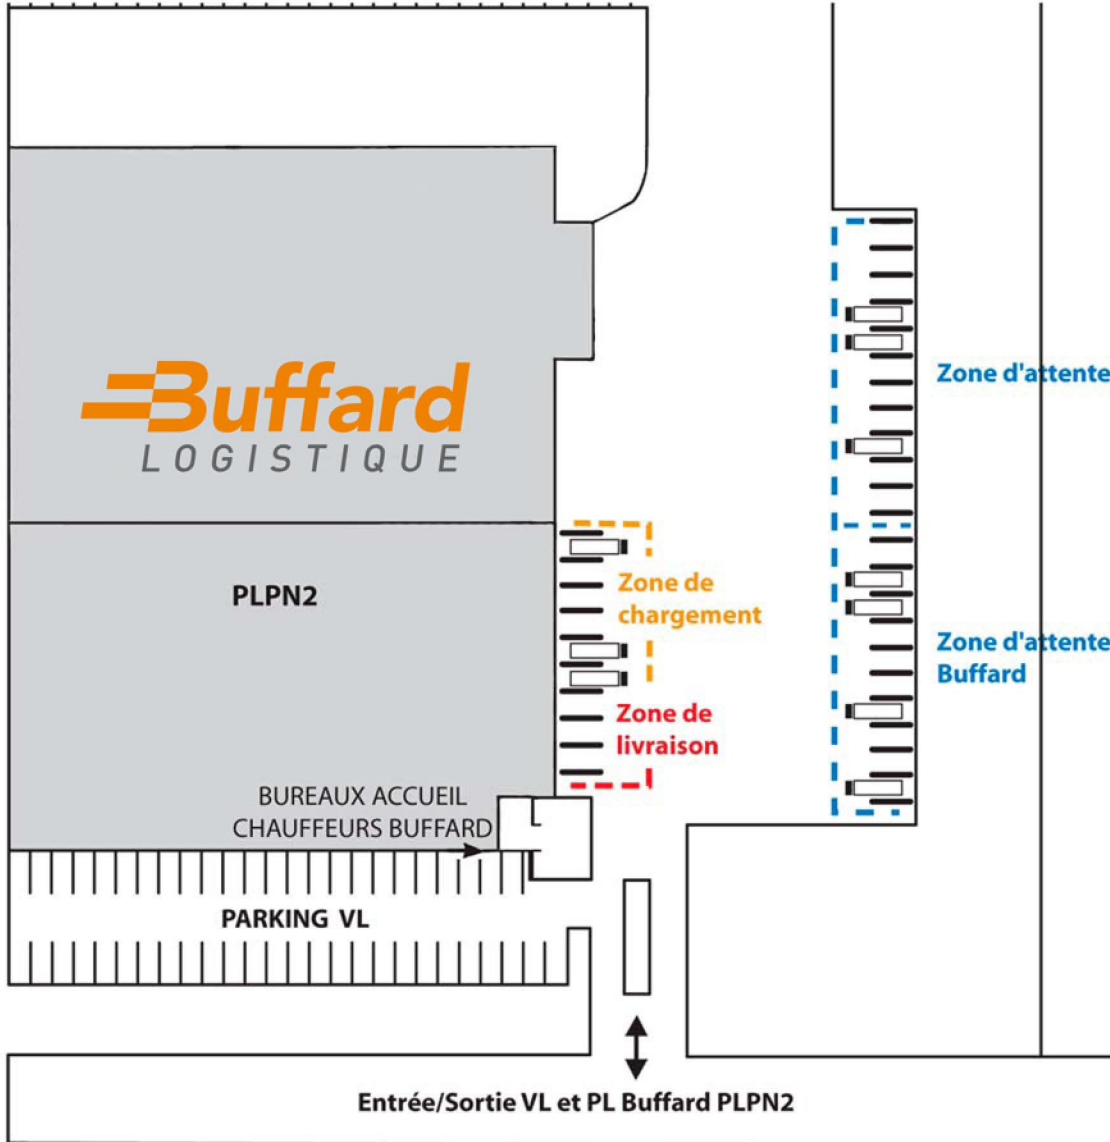 Zone d'attente
Buffard
LOGISTIQUE
Zone de
chargement
PLPN2
Zone d'attente
Buffard
Zone de
livraison
BUREAUX ACCUEIL
CHAUFFEURS BUFFARD
PARKING VL
Entrée/Sortie VL et PL Buffard PLPN2